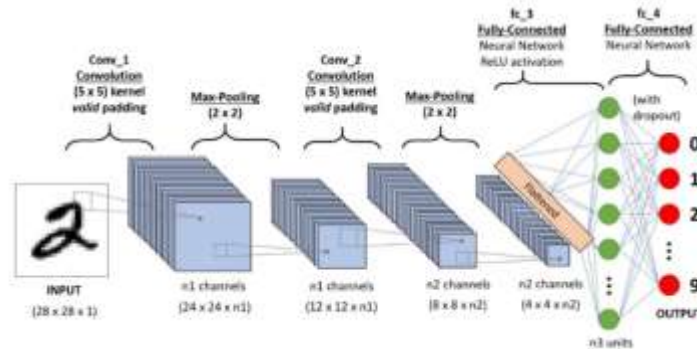 fc_3
Fully-Connected
Neural Network
ReLU activation
fc_4
Fully-Connected
Neural Network
Conv_1
Convolution
(5 x 5) kernel
valid padding
Max-Pooling
(2 x 2)
Conv_2
Convolution
(5 x 5) kernel
valid padding
Max-Pooling
(2 x 2)
(with
dropout)
Flattened
0
1
2
9
2
INPUT
(28 x 28 x 1)
n1 channels
(24 x 24 x n1)
n1 channels
(12 x 12 x n1)
n2 channels
(8 x 8 x n2)
n2 channels
(4 x 4 x n2)
OUTPUT
n3 units